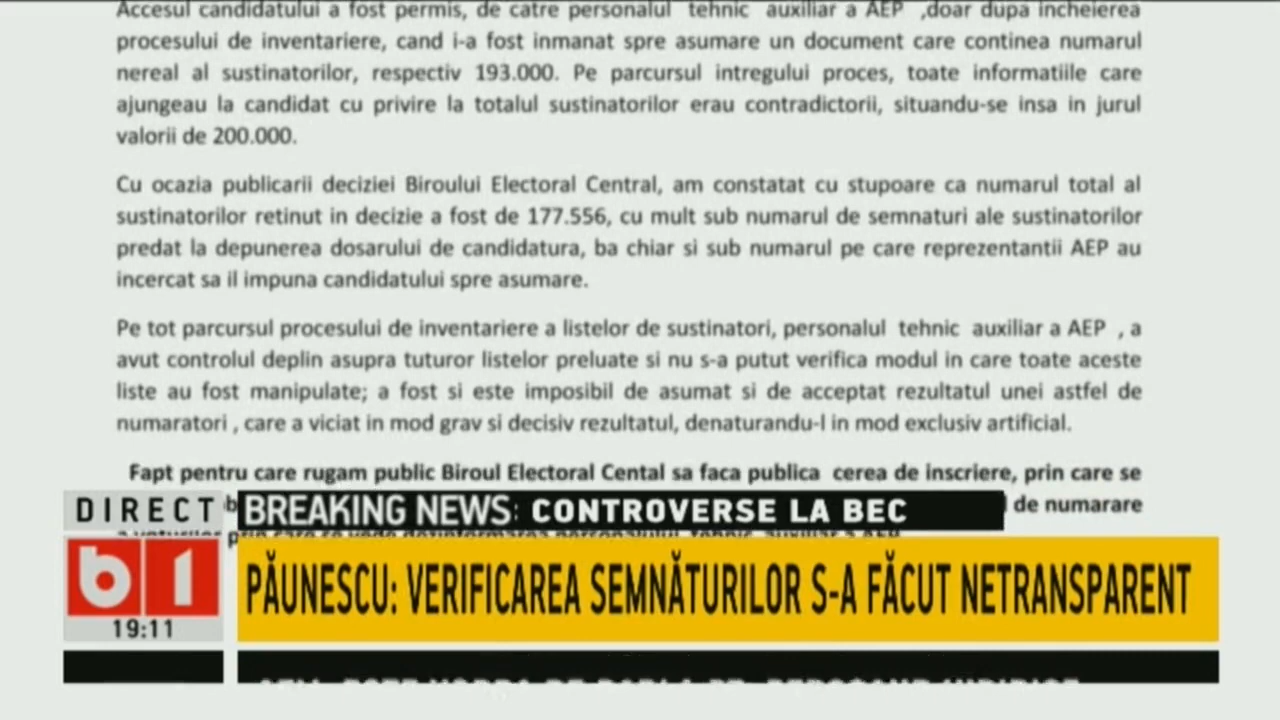 Accesul candidatului a fost permis, de catre personalul tehnic auxiliar a AEP ,doar dupa incheierea
procesului de inventariere, cand i-a fost inmanat spre asumare un document care continea numarul
nereal al sustinatorilor, respectiv 193.000. Pe parcursul intregului proces, toate informatiile care
ajungeau la candidat cu privire la totalul sustinatorilor erau contradictorii, situandu-se insa in jurul
valorii de 200.000.
Cu ocazia publicarii deciziei Biroului Electoral Central, am constatat cu stupoare ca numarul total al
sustinatorilor retinut in decizie a fost de 177.556, cu mult sub numarul de semnaturi ale sustinatorilor
predat la depunerea dosarului de candidatura, ba chiar si sub numarul pe care reprezentantii AEP au
incercat sa il impuna candidatului spre asumare.
Pe tot parcursul procesului de inventariere a listelor de sustinatori, personalul tehnic auxiliar a AEP , a
avut controlul deplin asupra tuturor listelor preluate si nu s-a putut verifica modul in care toate aceste
liste au fost manipulate; a fost si este imposibil de asumat si de acceptat rezultatul unei astfel de
numaratori , care a viciat in mod grav si decisiv rezultatul, denaturandu-l in mod exclusiv artificial.
Fapt pentru care rugam public Biroul Electoral Cental sa faca publica cerea de inscriere, prin care se
de numarare
DIRECT
BREAKING NEWS: CONTROVERSE LA BEC
b1
PĂUNESCU: VERIFICAREA SEMNĂTURILOR S-A FĂCUT NETRANSPARENT
19:11